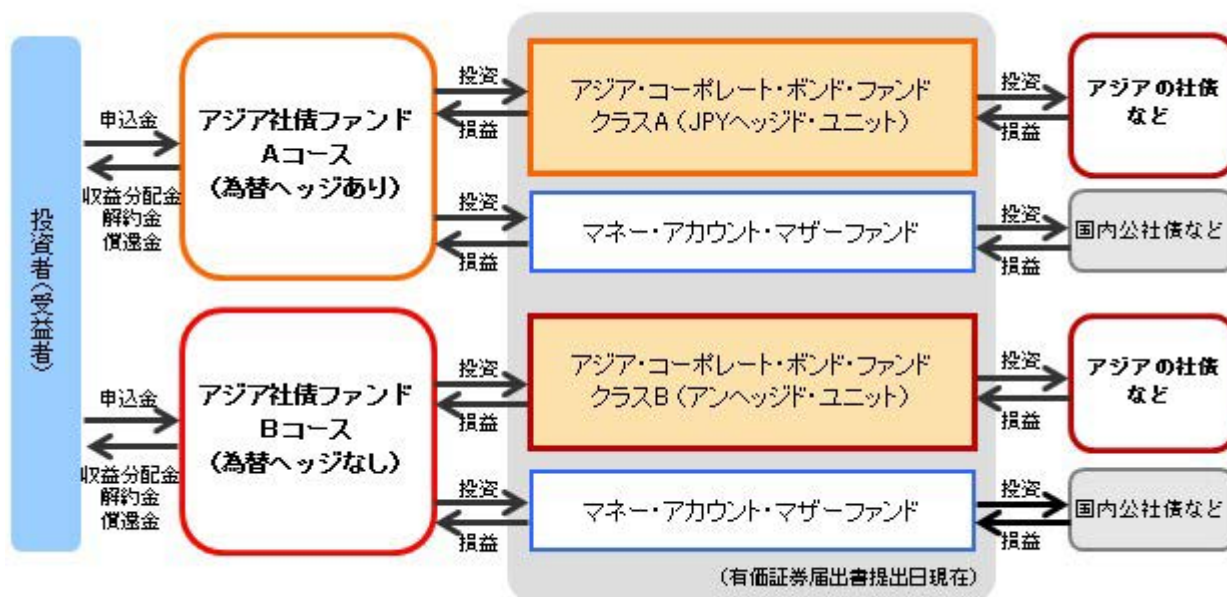 投資者(受益者)
申込金
収益分配金
解約金
償還金
アジア社債ファンド
Aコース
(為替ヘッジあり)
投資
損益
アジア・コーポレート・ボンド・ファンド
クラスA(JPYヘッジド・ユニット)
投資
損益
アジアの社債
など
投資
損益
マネー・アカウント・マザーファンド
投資
損益
国内公社債など
申込金
収益分配金
解約金
償還金
アジア社債ファンド
Bコース
(為替ヘッジなし)
投資
損益
アジア・コーポレート・ボンド・ファンド
クラスB(アンヘッジド・ユニット)
投資
損益
アジアの社債
など
投資
損益
マネー・アカウント・マザーファンド
投資
損益
国内公社債など
(有価証券届出書提出日現在)